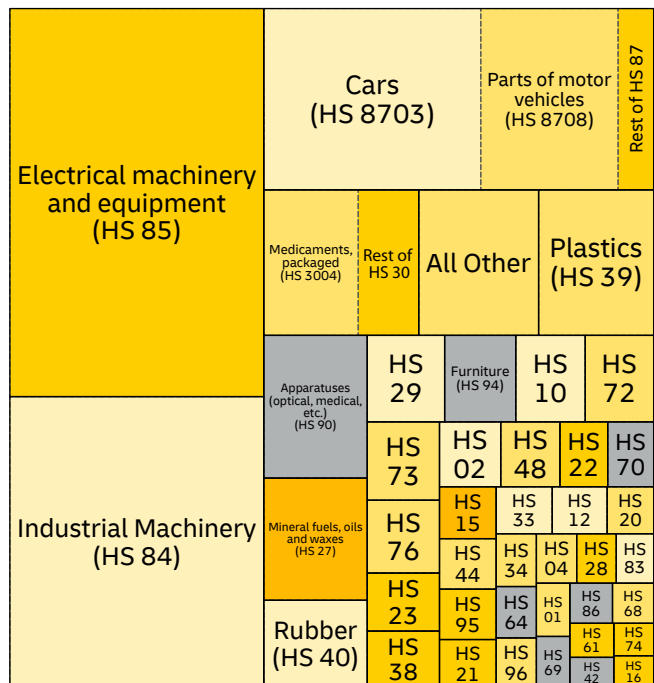 Electrical machinery
and equipment
(HS 85)
Cars
(HS 8703)
Parts of motor
vehicles
(HS 8708)
Rest of HS 87
Medicaments,
packaged
(HS 3004)
Rest of
HS 30
All Other
Plastics
(HS 39)
Industrial Machinery
(HS 84)
Apparatuses
(optical, medical,
etc.)
(HS 90)
Mineral fuels, oils
and waxes
(HS 27)
Rubber
(HS 40)
HS
29
Furniture
(HS 94)
HS
10
HS
72
HS
73
HS
02
HS
48
HS
22
HS
70
HS
76
HS
15
HS
33
HS
12
HS
20
HS
44
HS
34
HS
04
HS
28
HS
83
HS
23
HS
95
HS
64
HS
01
HS
86
HS
68
HS
38
HS
21
HS
96
HS
69
HS
61
HS
74
HS
42
HS
16